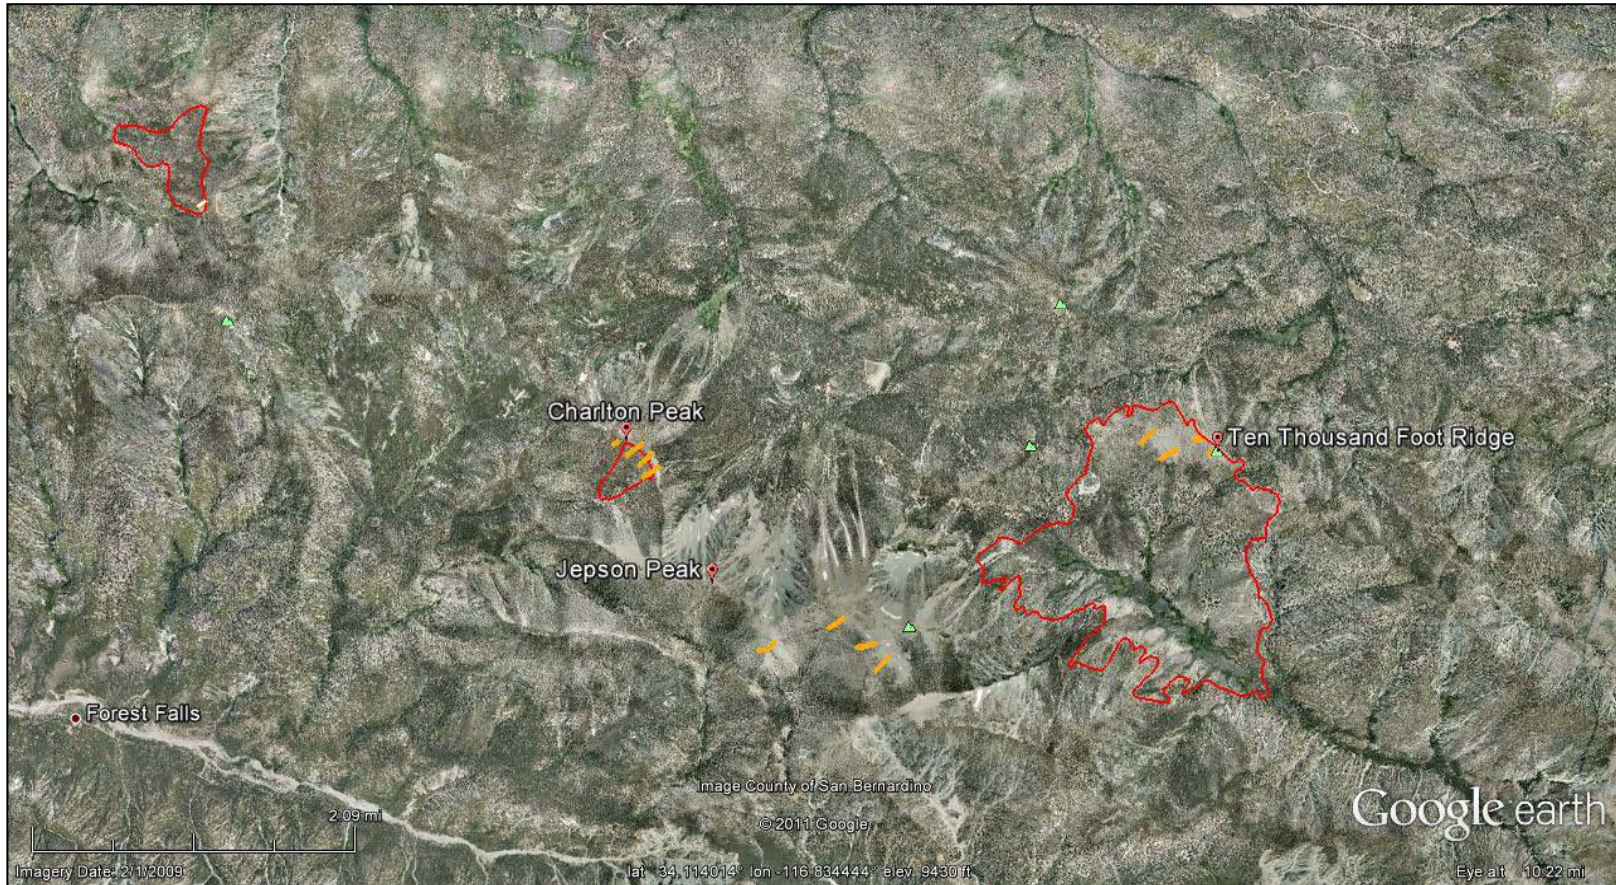 Charlton Peak
Ten Thousand Foot Ridge
Jepson Peak
Forest Falls
Image County of San Bernardino
© 2011 Google
Google earth
2.09 mi
Imagery Date: 2/1/2009
lat 34.114014° lon -116.834444° elev 9430 ft
Eye alt 10.22 mi